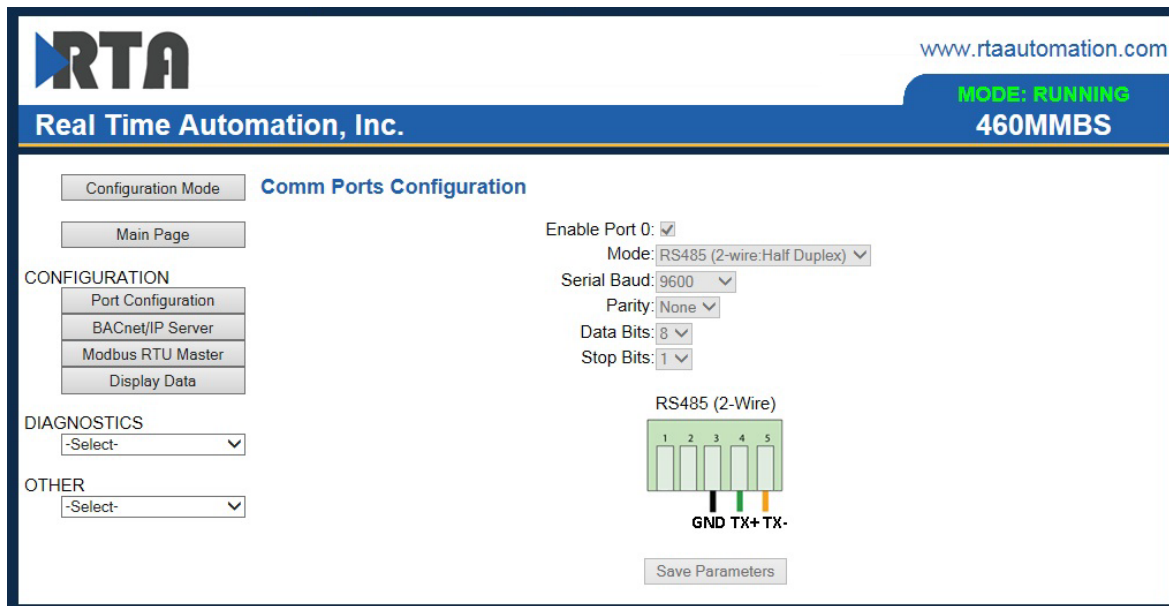 RTA
www.rtaautomation.com
MODE: RUNNING
Real Time Automation, Inc.
460MMBS
Configuration Mode
Comm Ports Configuration
Main Page
CONFIGURATION
Port Configuration
BACnet/IP Server
Modbus RTU Master
Display Data
DIAGNOSTICS
-Select-
OTHER
-Select-
Enable Port 0:
Mode: RS485 (2-wire:Half Duplex)
Serial Baud: 9600
Parity: None
Data Bits: 8
Stop Bits: 1
RS485 (2-Wire)
1 2 3 4 5
GND TX+ TX-
Save Parameters